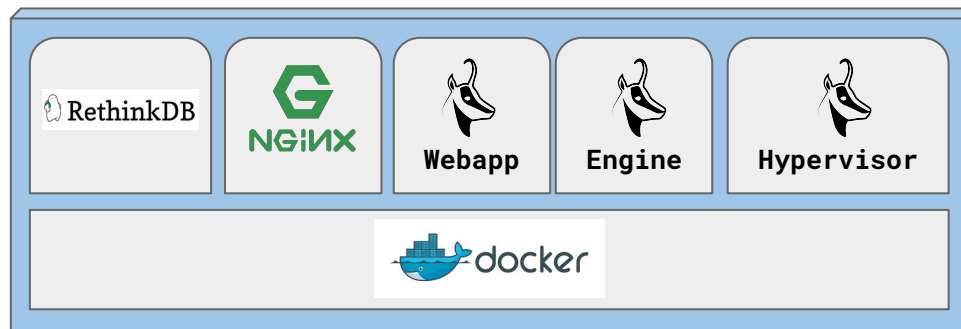 RethinkDB
NGiNX
Webapp
Engine
Hypervisor
docker